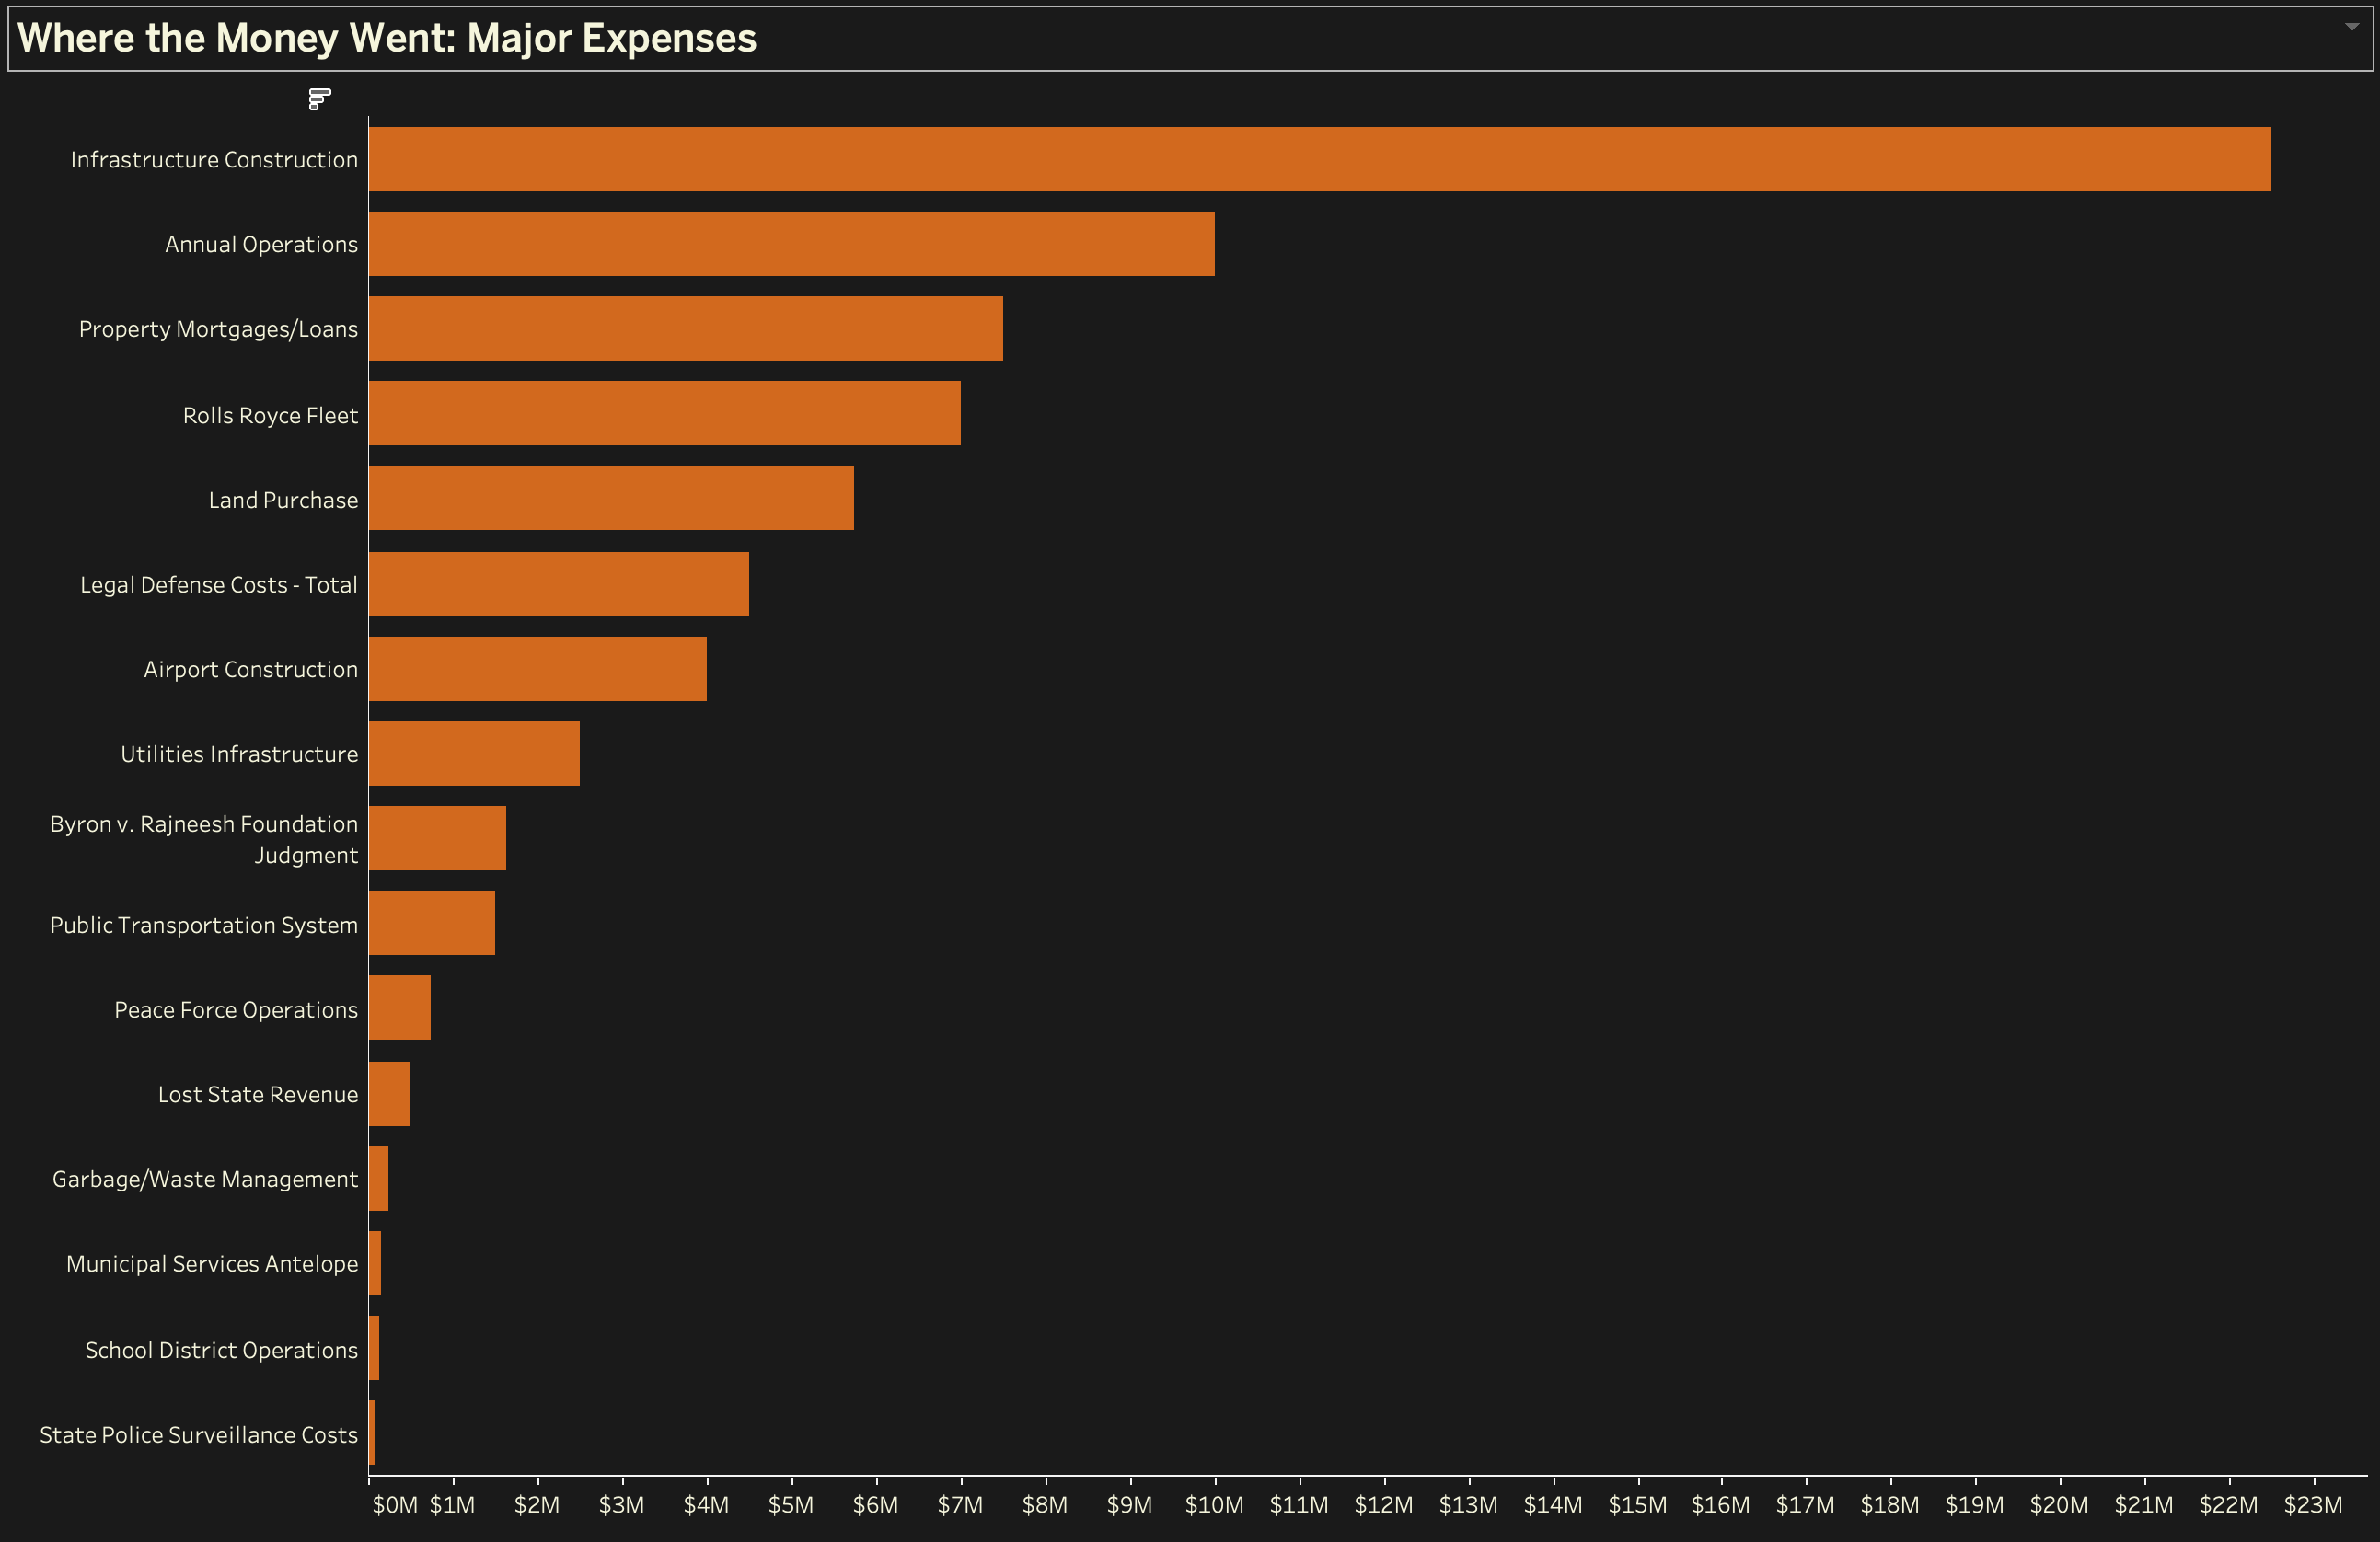 Where the Money Went: Major Expenses
Infrastructure Construction
Annual Operations
Property Mortgages/Loans
Rolls Royce Fleet
Land Purchase
Legal Defense Costs - Total
Airport Construction
Utilities Infrastructure
Byron v. Rajneesh Foundation
Judgment
Public Transportation System
Peace Force Operations
Lost State Revenue
Garbage/Waste Management
Municipal Services Antelope
School District Operations
State Police Surveillance Costs
$0M $1M $2M $3M $4M $5M $6M $7M $8M $9M $10M $11M $12M $13M $14M $15M $16M $17M $18M $19M $20M $21M $22M $23M